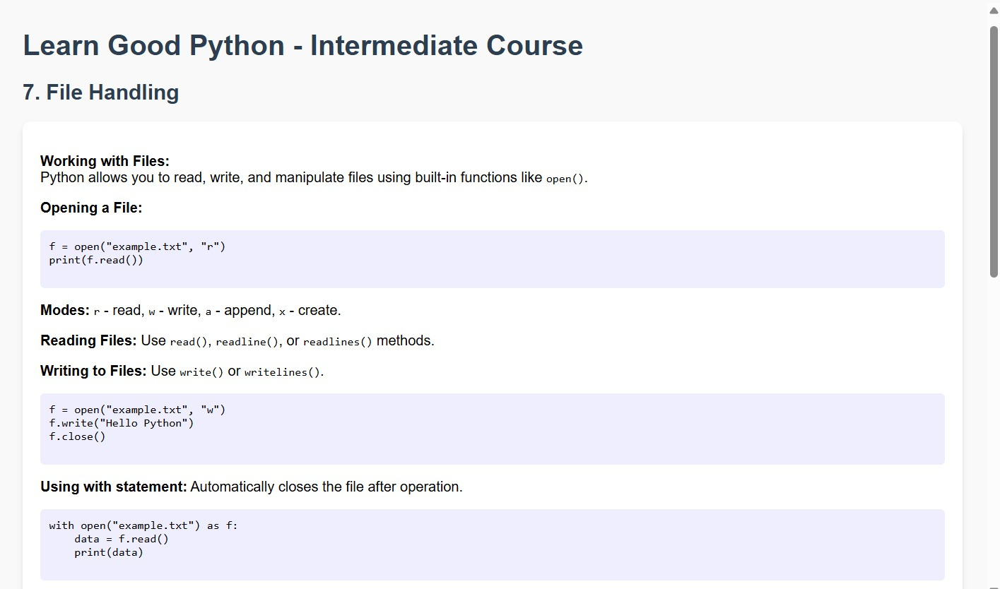 Learn Good Python - Intermediate Course
7. File Handling
Working with Files:
Python allows you to read, write, and manipulate files using built-in functions like open().
Opening a File:
f = open("example.txt", "r")
print(f.read())
Modes: r - read, w - write, a - append, x - create.
Reading Files: Use read(), readline(), or readlines() methods.
Writing to Files: Use write() or writelines().
f = open("example.txt", "w")
f.write("Hello Python")
f.close()
Using with statement: Automatically closes the file after operation.
with open("example.txt") as f:
    data = f.read()
    print(data)